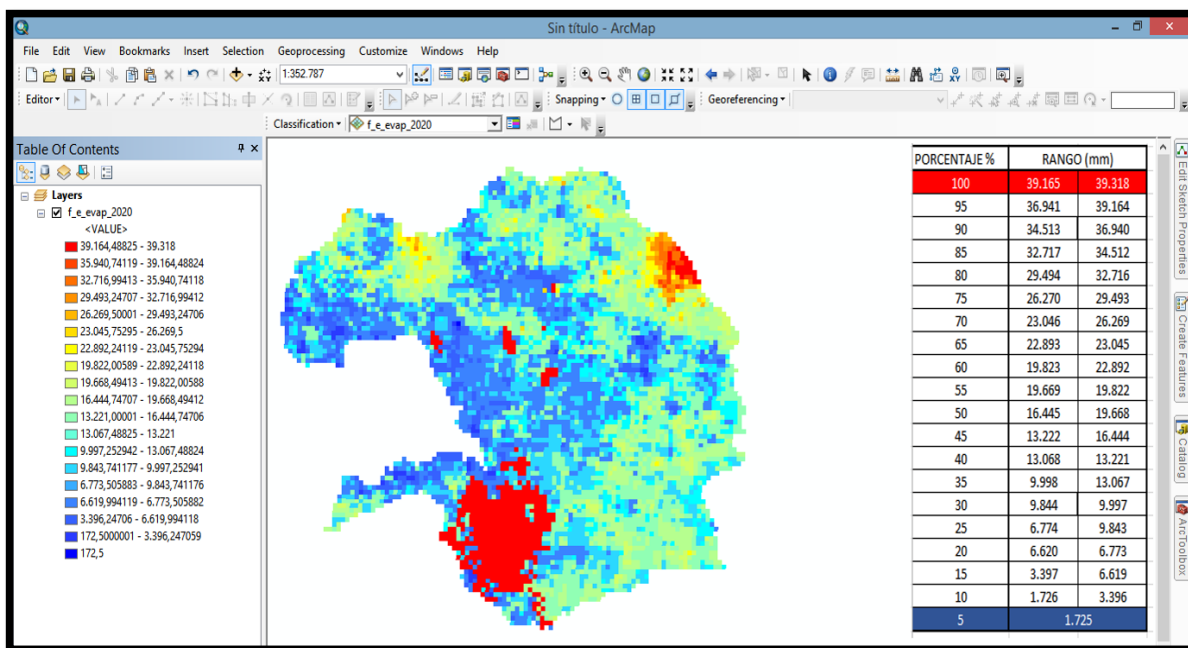 Sin título - ArcMap
File Edit View Bookmarks Insert Selection Geoprocessing Customize Windows Help
1:352.787
Editor Snapping Georeferencing
Classification f_e_evap_2020
Table Of Contents
Layers
f_e_evap_2020
<VALUE>
39.164,48825 - 39.318
35.940,74119 - 39.164,48824
32.716,99413 - 35.940,74118
29.493,24707 - 32.716,99412
26.269,50001 - 29.493,24706
23.045,75295 - 26.269,5
22.892,24119 - 23.045,75294
19.822,00589 - 22.892,24118
19.668,49413 - 19.822,00588
16.444,74707 - 19.668,49412
13.221,00001 - 16.444,74706
13.067,48825 - 13.221
9.997,252942 - 13.067,48824
9.843,741177 - 9.997,252941
6.773,505883 - 9.843,741176
6.619,994119 - 6.773,505882
3.396,24706 - 6.619,994118
172,5000001 - 3.396,247059
172,5
PORCENTAJE % RANGO (mm)
100 39.165 39.318
95 36.941 39.164
90 34.513 36.940
85 32.717 34.512
80 29.494 32.716
75 26.270 29.493
70 23.046 26.269
65 22.893 23.045
60 19.823 22.892
55 19.669 19.822
50 16.445 19.668
45 13.222 16.444
40 13.068 13.221
35 9.998 13.067
30 9.844 9.997
25 6.774 9.843
20 6.620 6.773
15 3.397 6.619
10 1.726 3.396
5 1.725
Edit Sketch Properties
Create Features
Catalog
ArcToolbox